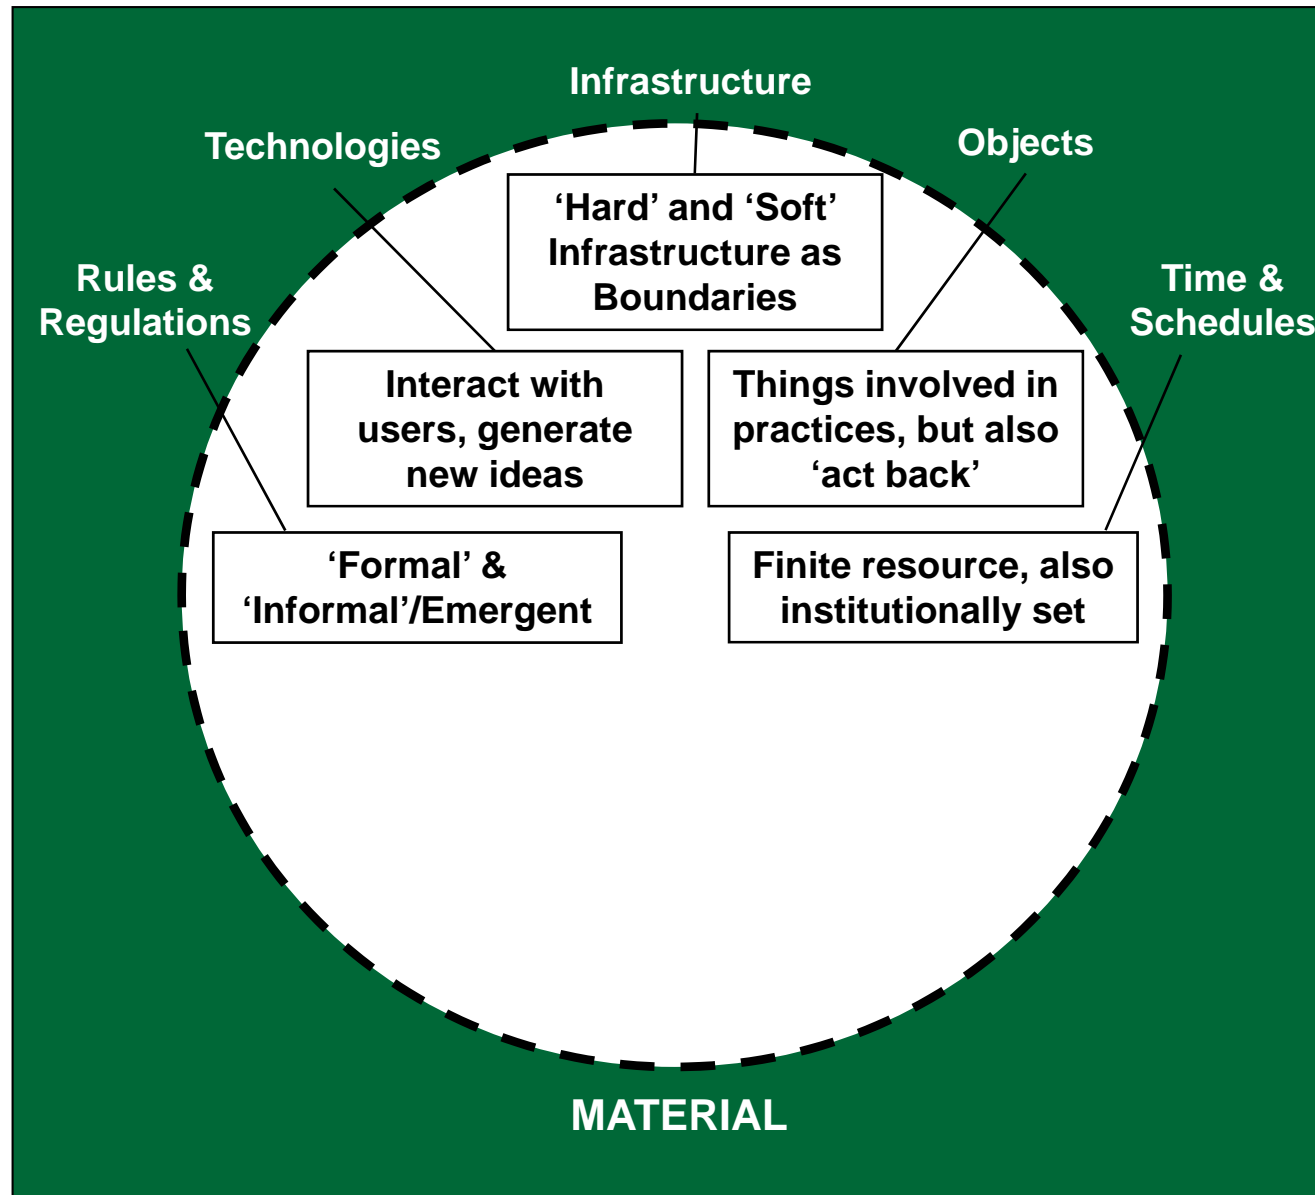 Infrastructure
Technologies
Objects
‘Hard’ and ‘Soft’
Infrastructure as
Boundaries
Rules &
Regulations
Time &
Schedules
Interact with
users, generate
new ideas
Things involved in
practices, but also
‘act back’
‘Formal’ &
‘Informal’/Emergent
Finite resource, also
institutionally set
MATERIAL